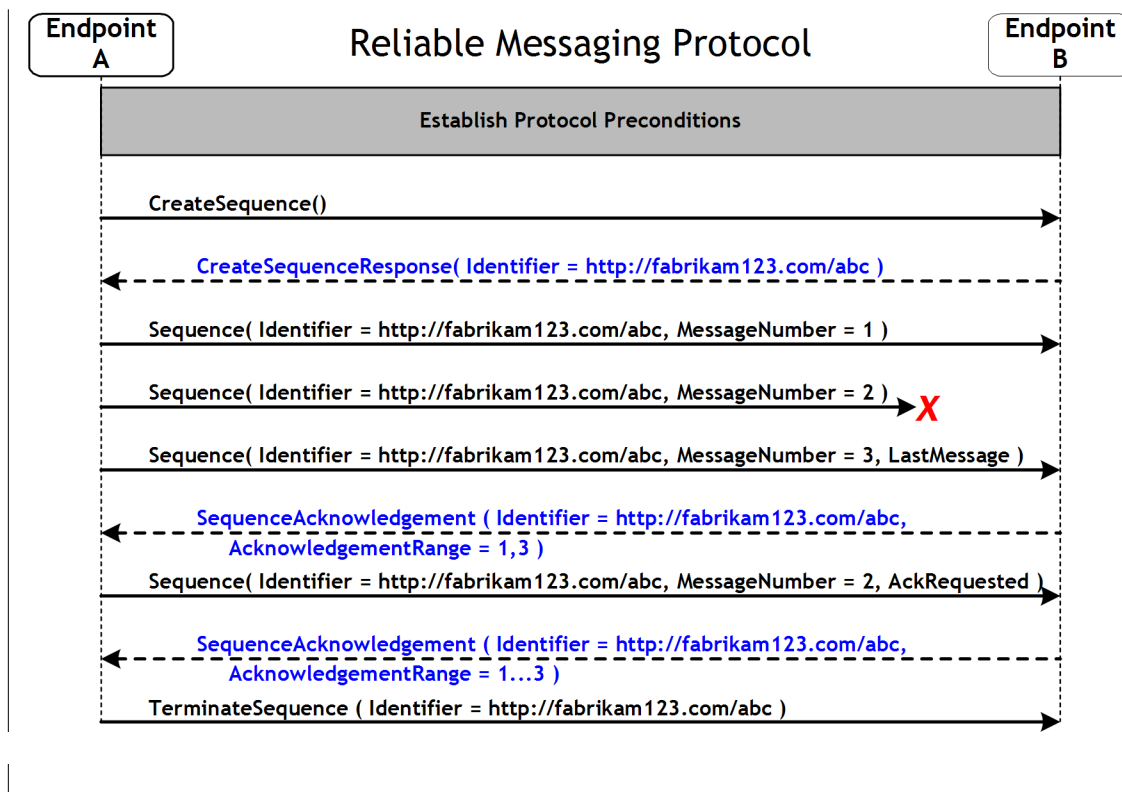 Endpoint
A
Reliable Messaging Protocol
Endpoint
B
Establish Protocol Preconditions
CreateSequence()
CreateSequenceResponse( Identifier = http://fabrikam123.com/abc )
Sequence( Identifier = http://fabrikam123.com/abc, MessageNumber = 1 )
Sequence( Identifier = http://fabrikam123.com/abc, MessageNumber = 2 )
X
Sequence( Identifier = http://fabrikam123.com/abc, MessageNumber = 3, LastMessage )
SequenceAcknowledgement ( Identifier = http://fabrikam123.com/abc,
AcknowledgementRange = 1,3 )
Sequence( Identifier = http://fabrikam123.com/abc, MessageNumber = 2, AckRequested )
SequenceAcknowledgement ( Identifier = http://fabrikam123.com/abc,
AcknowledgementRange = 1...3 )
TerminateSequence ( Identifier = http://fabrikam123.com/abc )